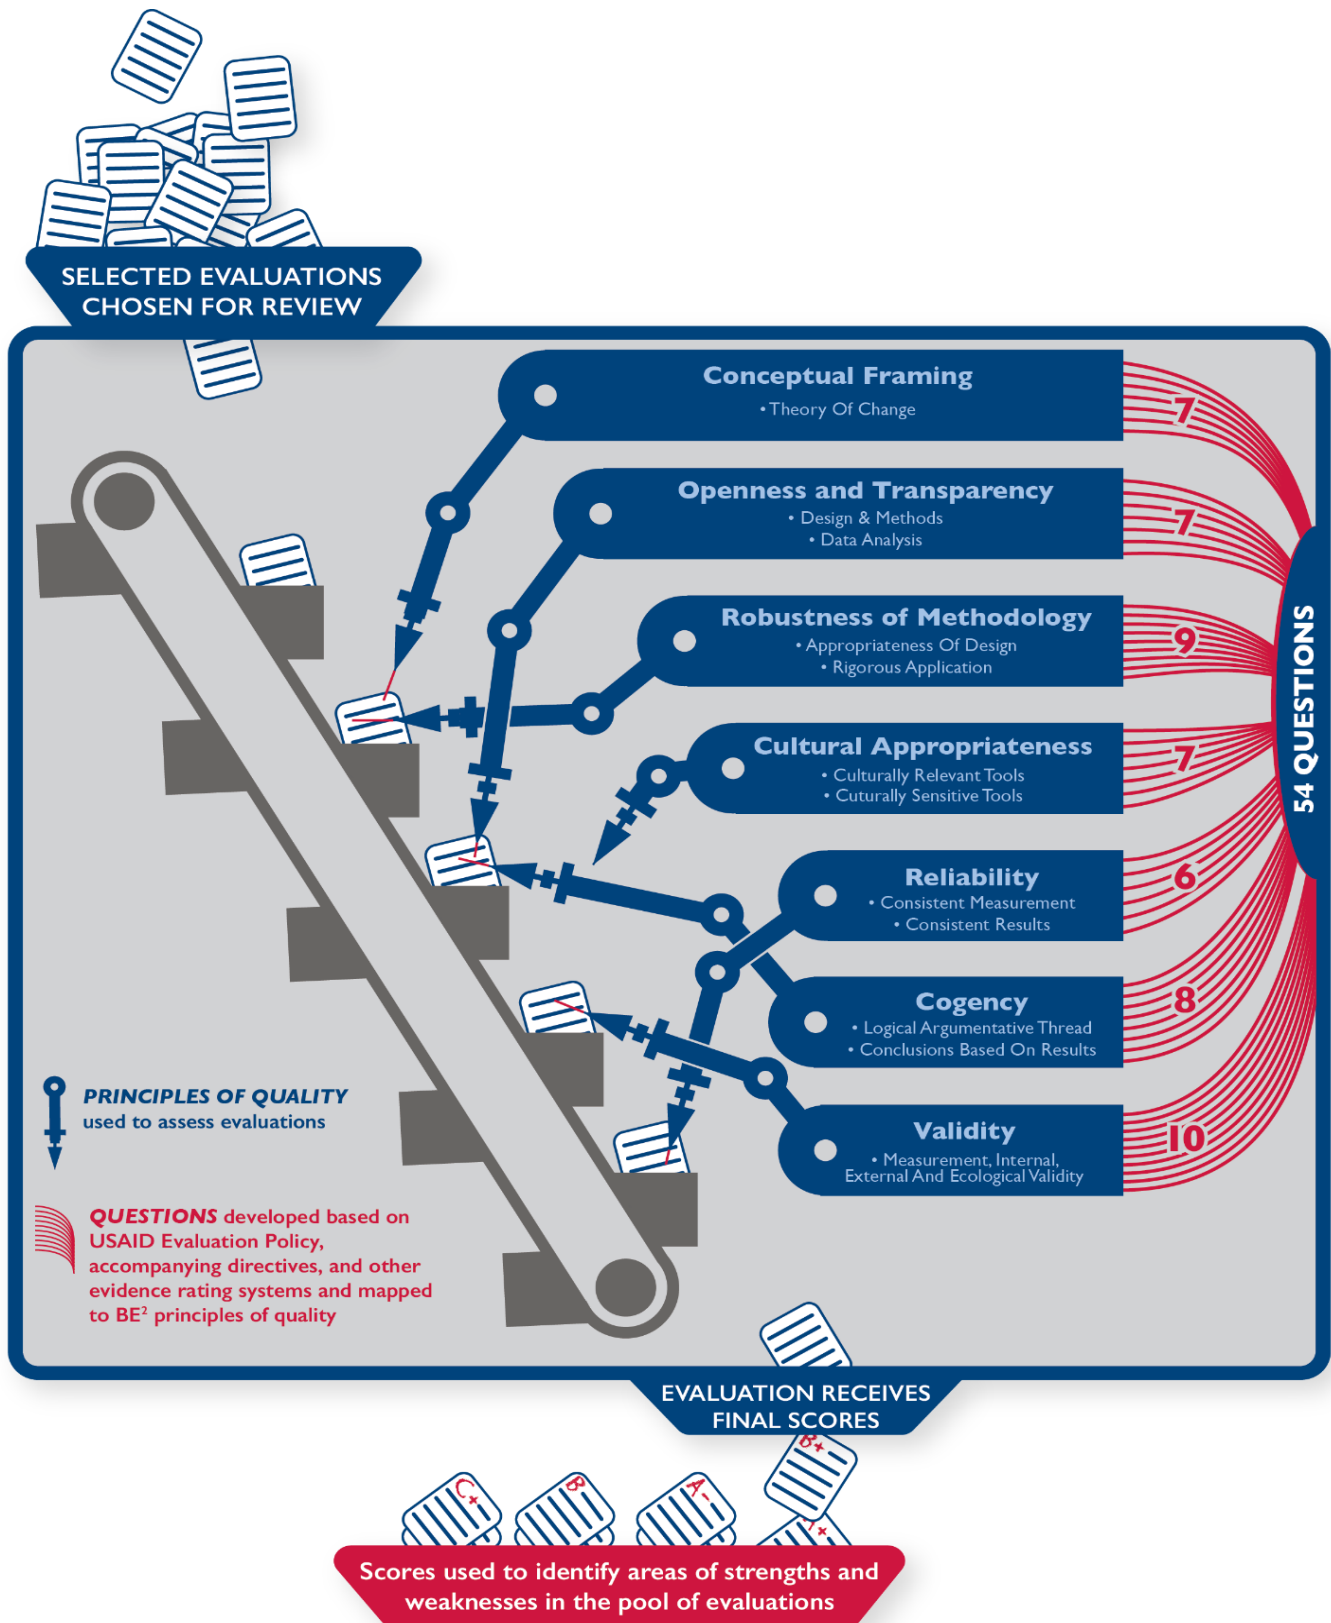 SELECTED EVALUATIONS
CHOSEN FOR REVIEW
Conceptual Framing
• Theory Of Change
7
Openness and Transparency
• Design & Methods
• Data Analysis
7
Robustness of Methodology
• Appropriateness Of Design
• Rigorous Application
9
Cultural Appropriateness
• Culturally Relevant Tools
• Cuturally Sensitive Tools
7
Reliability
• Consistent Measurement
• Consistent Results
6
Cogency
• Logical Argumentative Thread
• Conclusions Based On Results
8
Validity
• Measurement, Internal,
External And Ecological Validity
10
54 QUESTIONS
PRINCIPLES OF QUALITY
used to assess evaluations
QUESTIONS developed based on
USAID Evaluation Policy,
accompanying directives, and other
evidence rating systems and mapped
to BE² principles of quality
EVALUATION RECEIVES
FINAL SCORES
B+
C+
B
A-
Scores used to identify areas of strengths and
weaknesses in the pool of evaluations